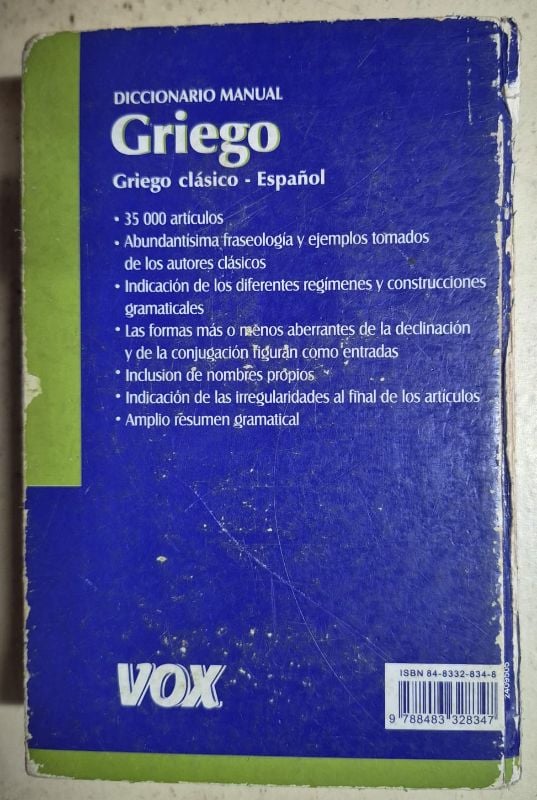 DICCIONARIO MANUAL
Griego
Griego clásico - Español
• 35 000 artículos
• Abundantísima fraseología y ejemplos tomados
de los autores clásicos
• Indicación de los diferentes regímenes y construcciones
gramaticales
• Las formas más o menos aberrantes de la declinación
y de la conjugación figuran como entradas
• Inclusion de nombres propios
• Indicación de las irregularidades al final de los artículos
• Amplio resumen gramatical
VOX
ISBN 84-8332-834-8
9 788483 328347
2409505